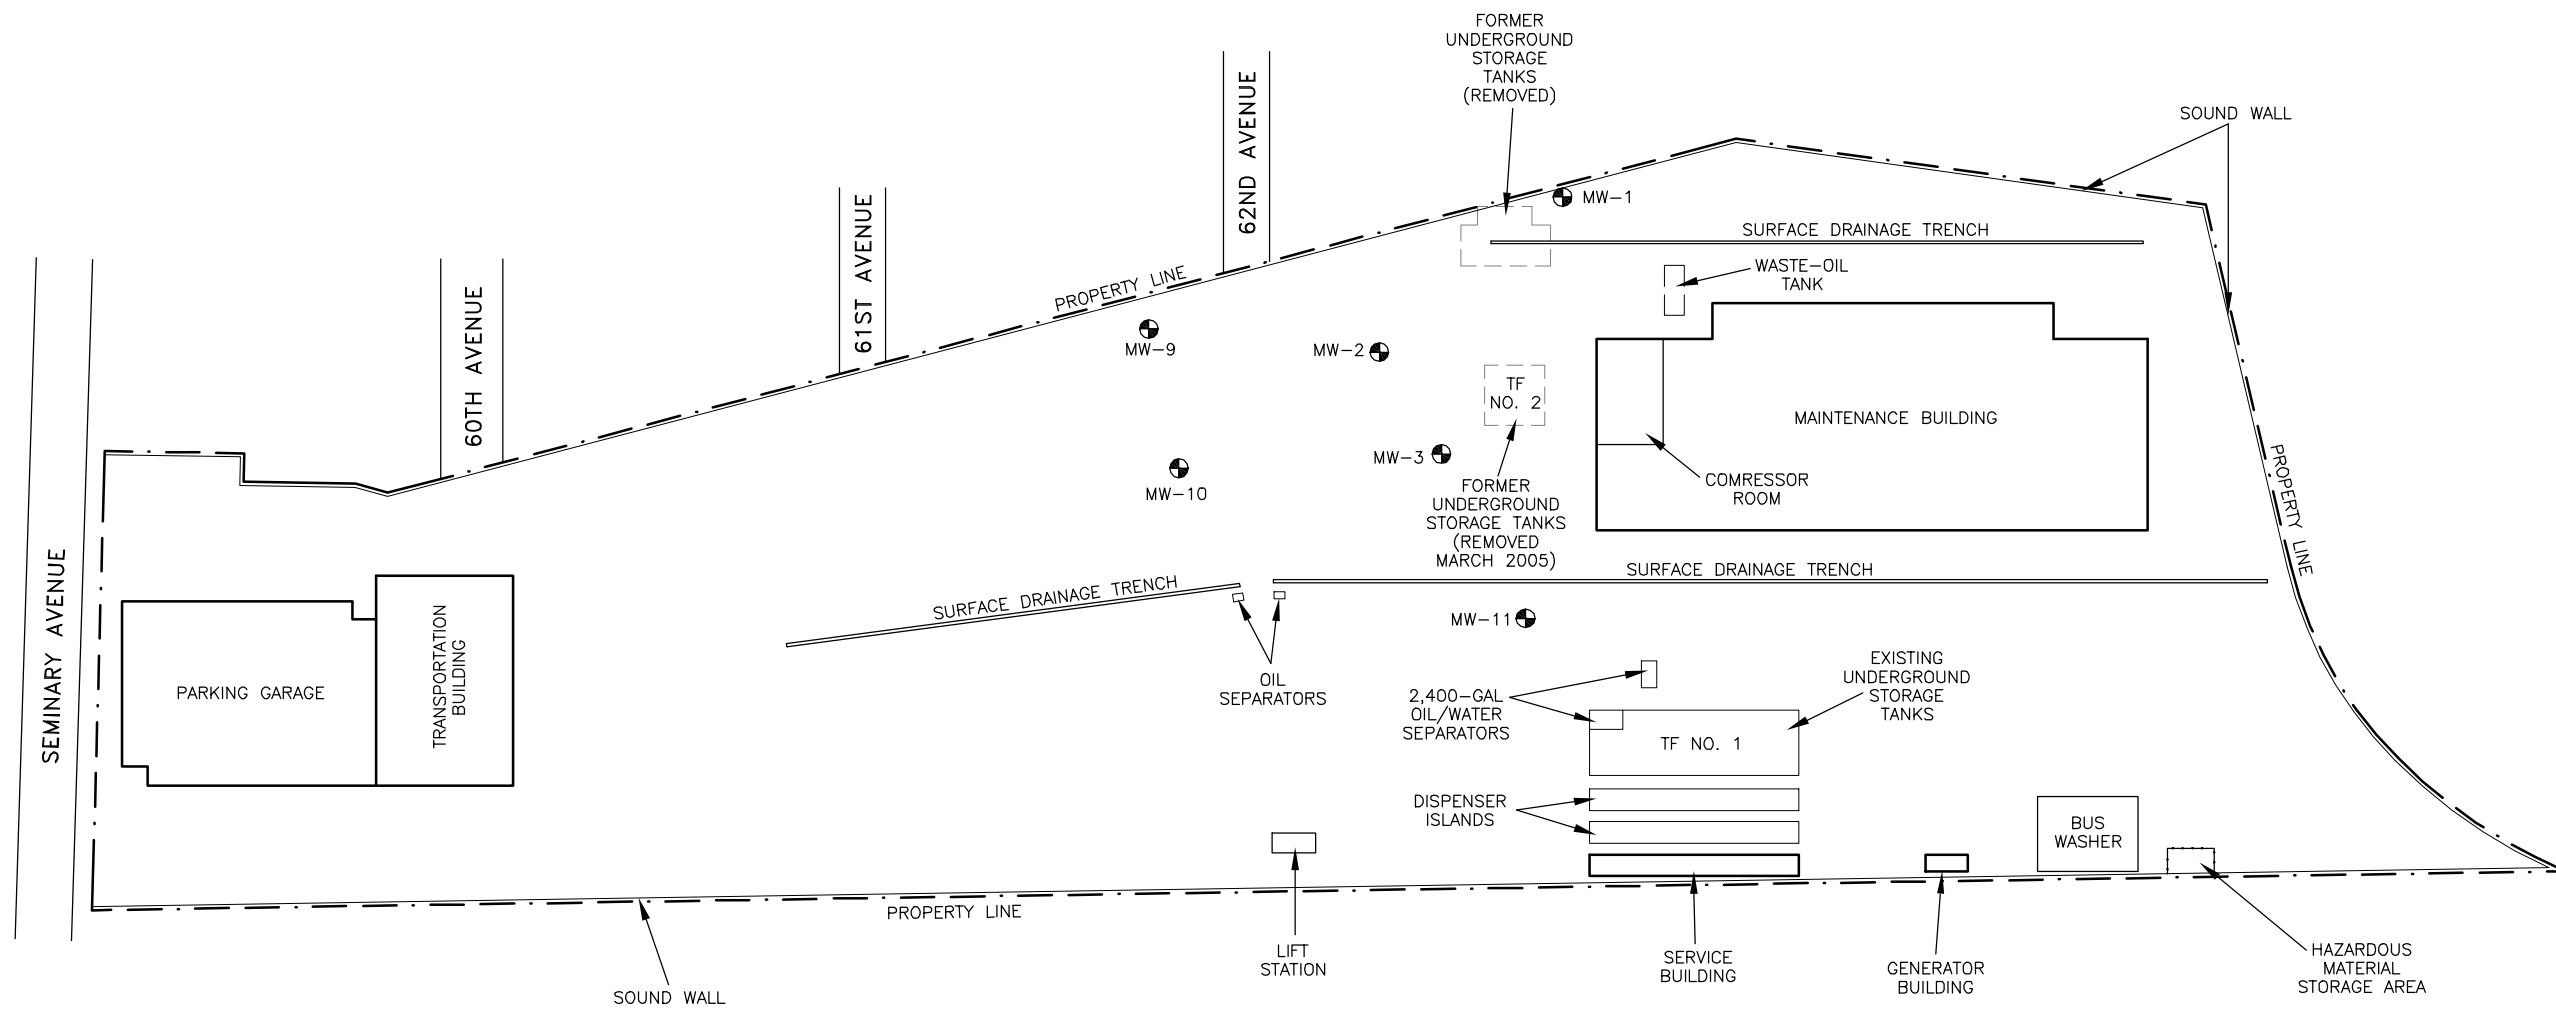 FORMER
UNDERGROUND
STORAGE
TANKS
(REMOVED)
SOUND WALL
62ND AVENUE
61ST AVENUE
60TH AVENUE
SEMINARY AVENUE
PROPERTY LINE
MW-1
SURFACE DRAINAGE TRENCH
WASTE-OIL
TANK
MW-9
MW-2
TF
NO. 2
MAINTENANCE BUILDING
MW-3
MW-10
FORMER
UNDERGROUND
STORAGE TANKS
(REMOVED
MARCH 2005)
COMRESSOR
ROOM
PROPERTY LINE
SURFACE DRAINAGE TRENCH
SURFACE DRAINAGE TRENCH
MW-11
PARKING GARAGE
TRANSPORTATION
BUILDING
OIL
SEPARATORS
2,400-GAL
OIL/WATER
SEPARATORS
EXISTING
UNDERGROUND
STORAGE
TANKS
TF NO. 1
DISPENSER
ISLANDS
BUS
WASHER
PROPERTY LINE
SOUND WALL
LIFT
STATION
SERVICE
BUILDING
GENERATOR
BUILDING
HAZARDOUS
MATERIAL
STORAGE AREA